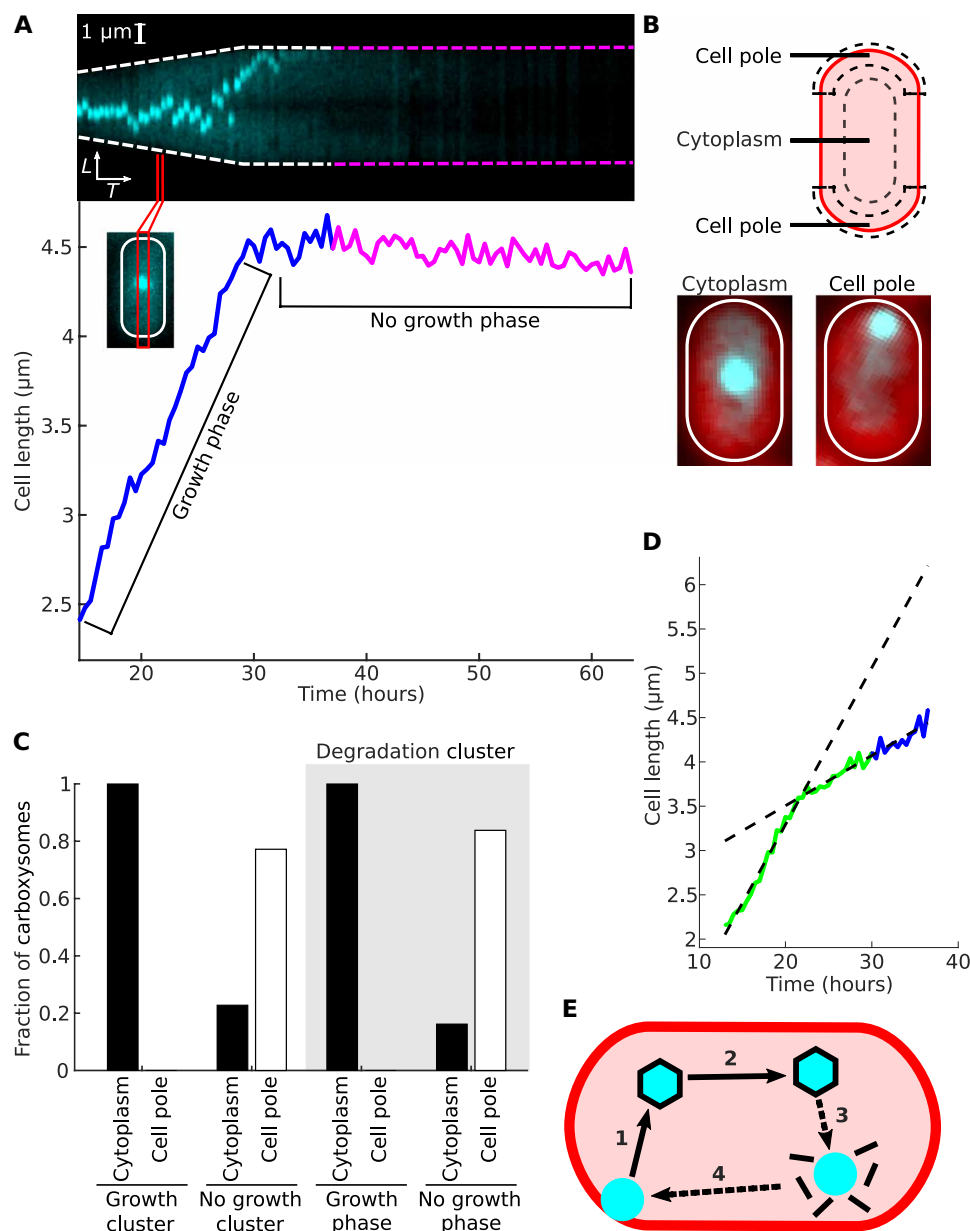 A
1 μm
L
T
4.5
4
3.5
3
2.5
Cell length (μm)
Growth phase
No growth phase
20
30
40
50
60
Time (hours)
B
Cell pole
Cytoplasm
Cell pole
Cytoplasm
Cell pole
C
Degradation cluster
1
0.8
0.6
0.4
0.2
0
Fraction of carboxysomes
Cytoplasm
Cell pole
Cytoplasm
Cell pole
Cytoplasm
Cell pole
Cytoplasm
Cell pole
Growth
cluster
No growth
cluster
Growth
phase
No growth
phase
D
6
5.5
5
4.5
4
3.5
3
2.5
2
Cell length (μm)
10
20
30
40
Time (hours)
E
1
2
3
4